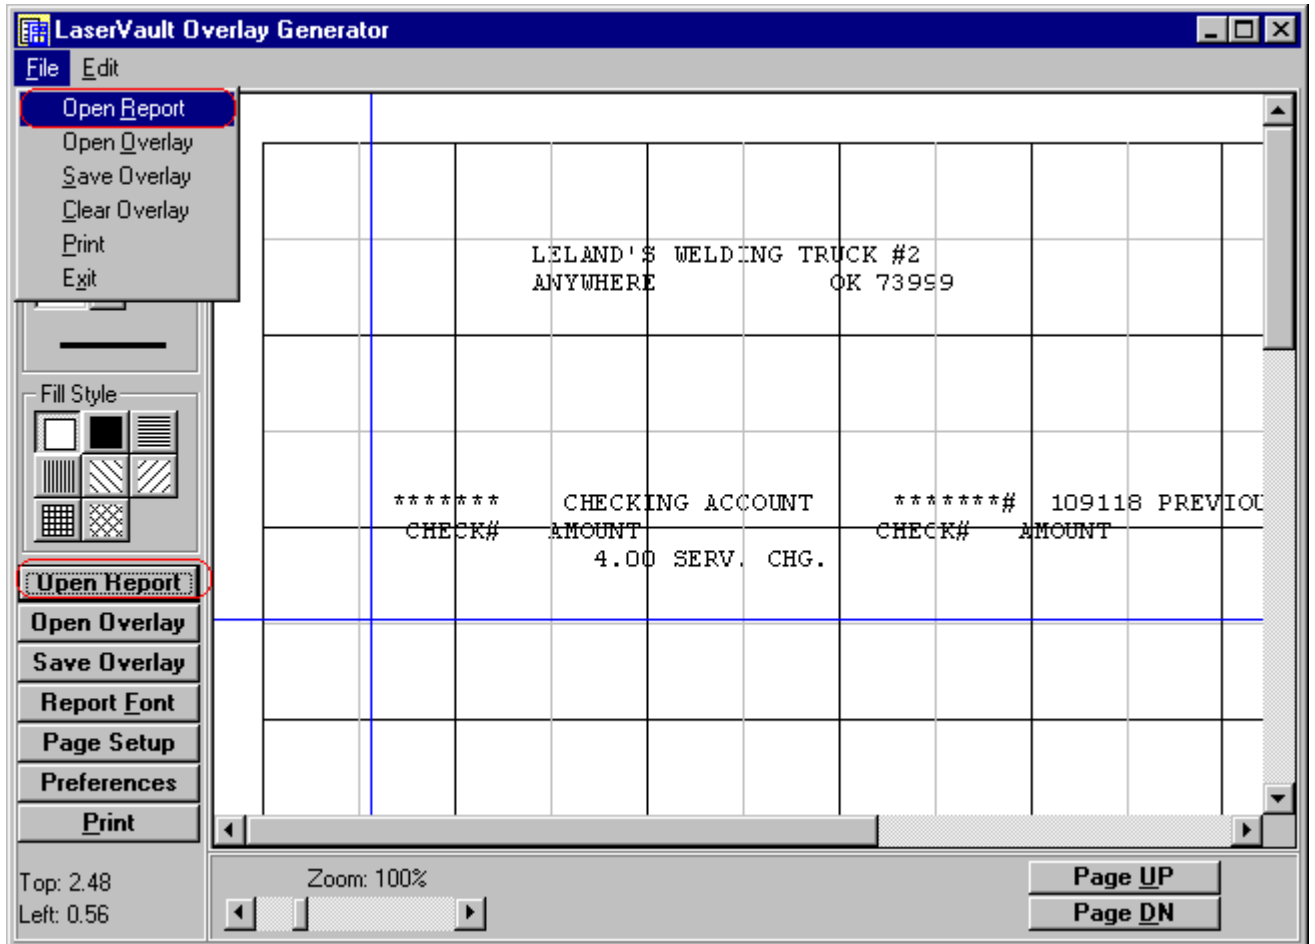 LaserVault Overlay Generator
File Edit
Open Report
Open Overlay
Save Overlay
Clear Overlay
Print
Exit
LELAND'S WELDING TRUCK #2
ANYWHERE OK 73999
******* CHECKING ACCOUNT *******# 109118 PREVIOU
CHECK# AMOUNT CHECK# AMOUNT
4.00 SERV. CHG.
Fill Style
Open Report
Open Overlay
Save Overlay
Report Font
Page Setup
Preferences
Print
Top: 2.48
Left: 0.56
Zoom: 100%
Page UP
Page DN